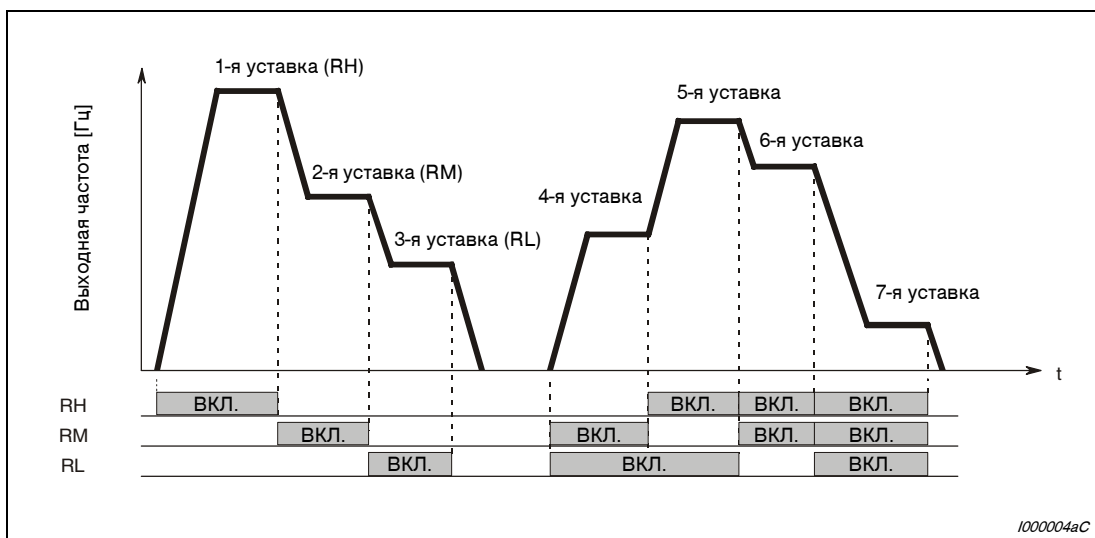 1-я уставка (RH)
5-я уставка
6-я уставка
2-я уставка (RM)
4-я уставка
3-я уставка (RL)
7-я уставка
Выходная частота [Гц]
t
RH ВКЛ. ВКЛ. ВКЛ. ВКЛ.
RM ВКЛ. ВКЛ. ВКЛ. ВКЛ.
RL ВКЛ. ВКЛ. ВКЛ.
I000004aC